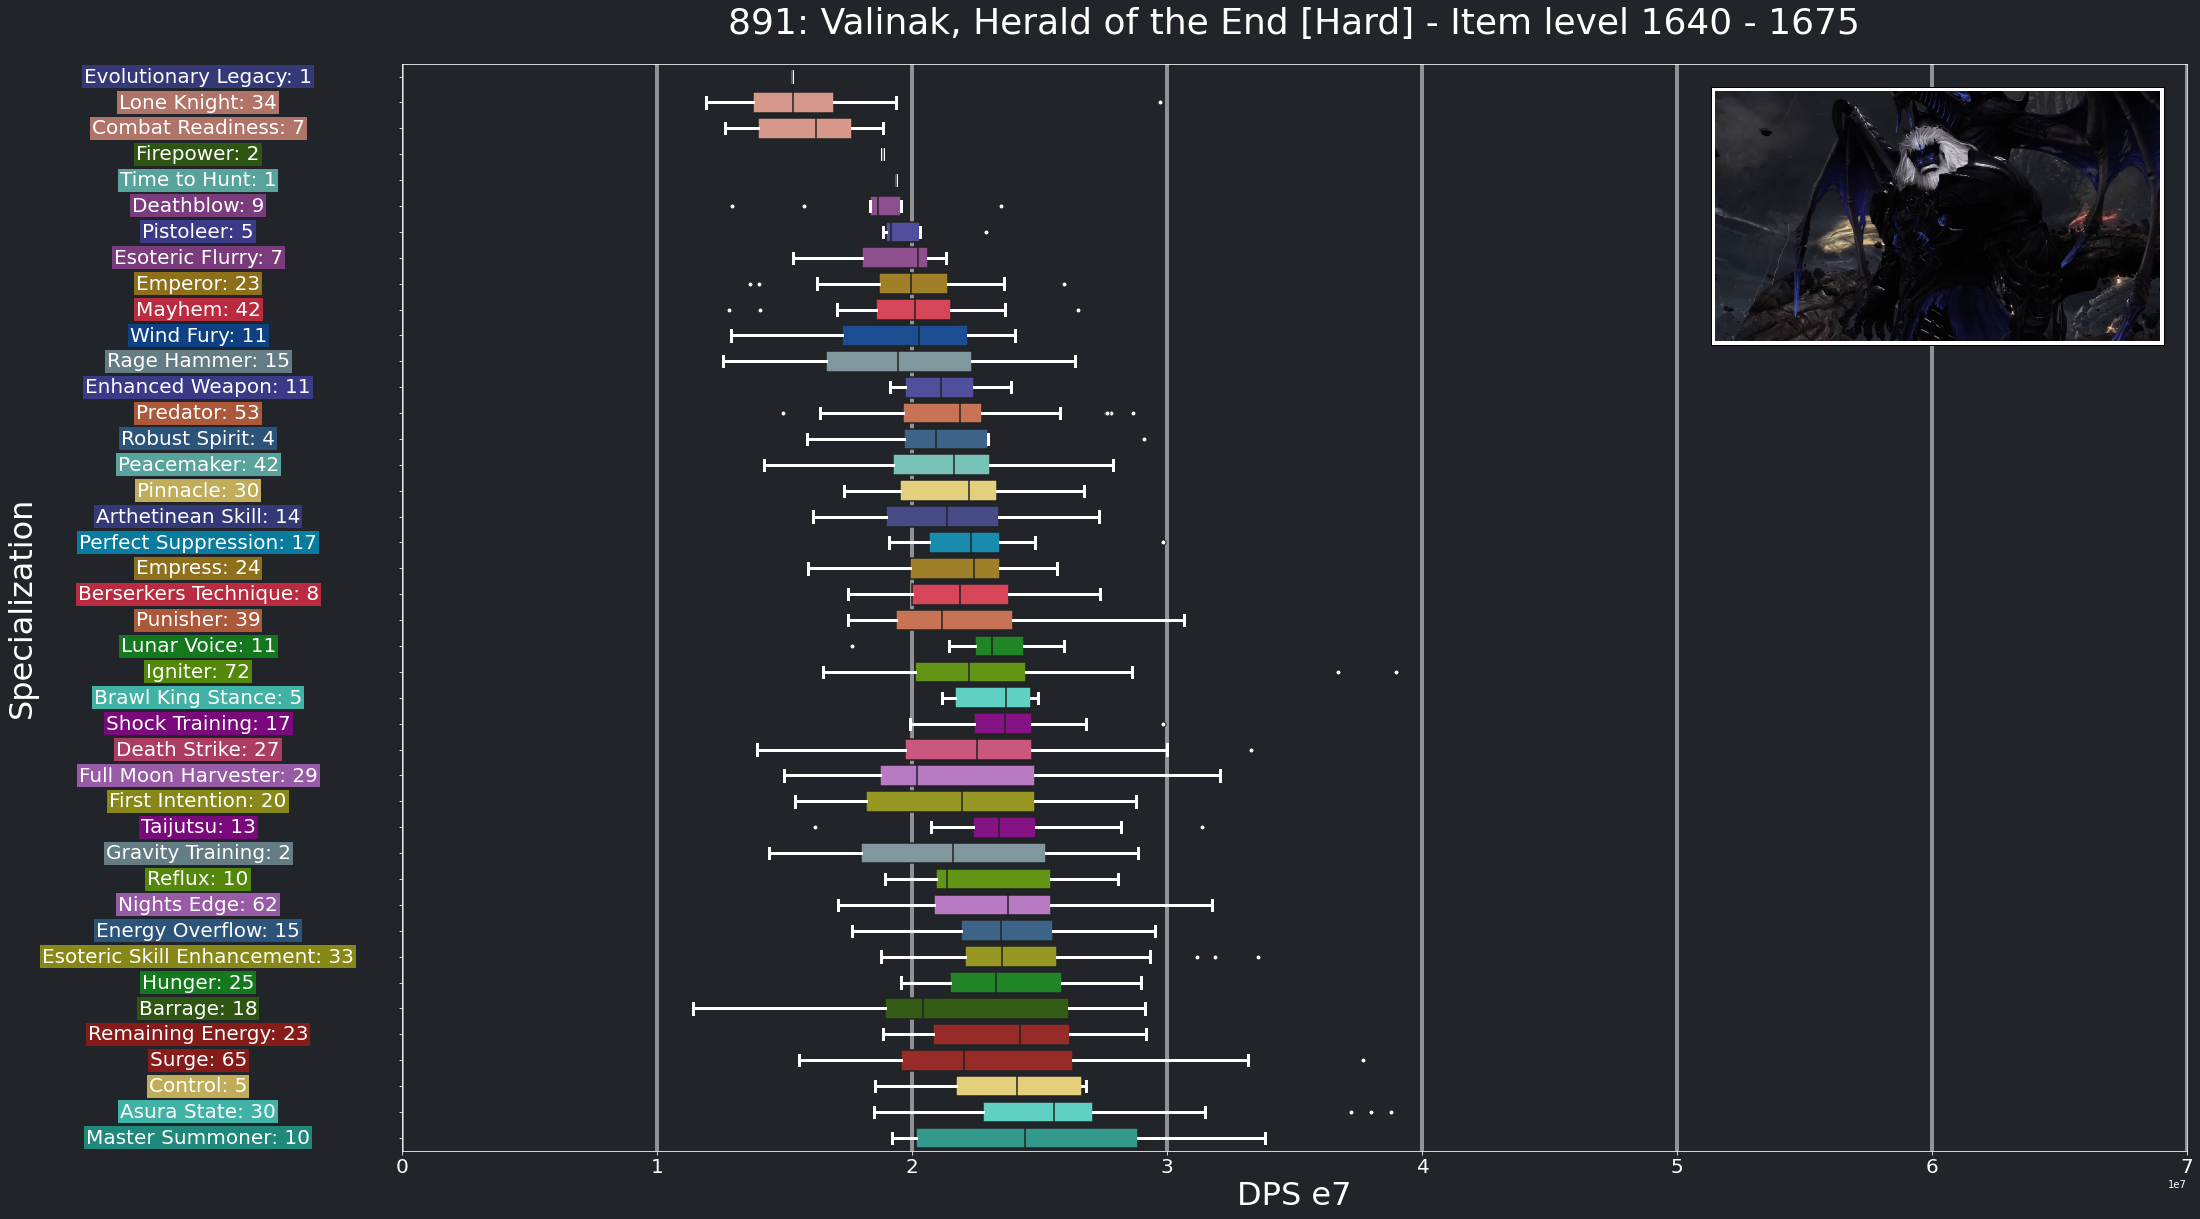 891: Valinak, Herald of the End [Hard] - Item level 1640 - 1675
Evolutionary Legacy: 1
Lone Knight: 34
Combat Readiness: 7
Firepower: 2
Time to Hunt: 1
Deathblow: 9
Pistoleer: 5
Esoteric Flurry: 7
Emperor: 23
Mayhem: 42
Wind Fury: 11
Rage Hammer: 15
Enhanced Weapon: 11
Predator: 53
Robust Spirit: 4
Peacemaker: 42
Pinnacle: 30
Arthetinean Skill: 14
Perfect Suppression: 17
Empress: 24
Berserkers Technique: 8
Punisher: 39
Lunar Voice: 11
Igniter: 72
Brawl King Stance: 5
Shock Training: 17
Death Strike: 27
Full Moon Harvester: 29
First Intention: 20
Taijutsu: 13
Gravity Training: 2
Reflux: 10
Nights Edge: 62
Energy Overflow: 15
Esoteric Skill Enhancement: 33
Hunger: 25
Barrage: 18
Remaining Energy: 23
Surge: 65
Control: 5
Asura State: 30
Master Summoner: 10
Specialization
0 1 2 3 4 5 6 7
DPS e7
1e7